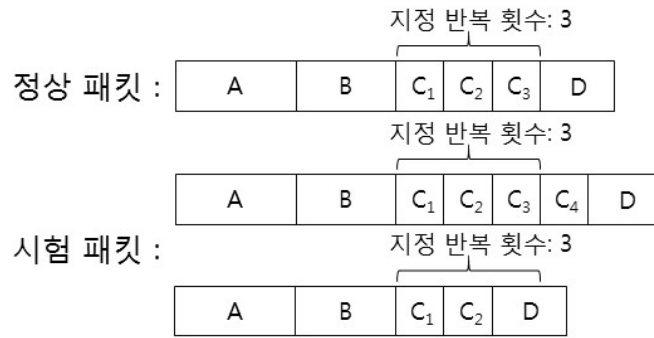 지정 반복 횟수: 3
정상 패킷 : A B C₁ C₂ C₃ D
지정 반복 횟수: 3
A B C₁ C₂ C₃ C₄ D
시험 패킷 :
지정 반복 횟수: 3
A B C₁ C₂ D